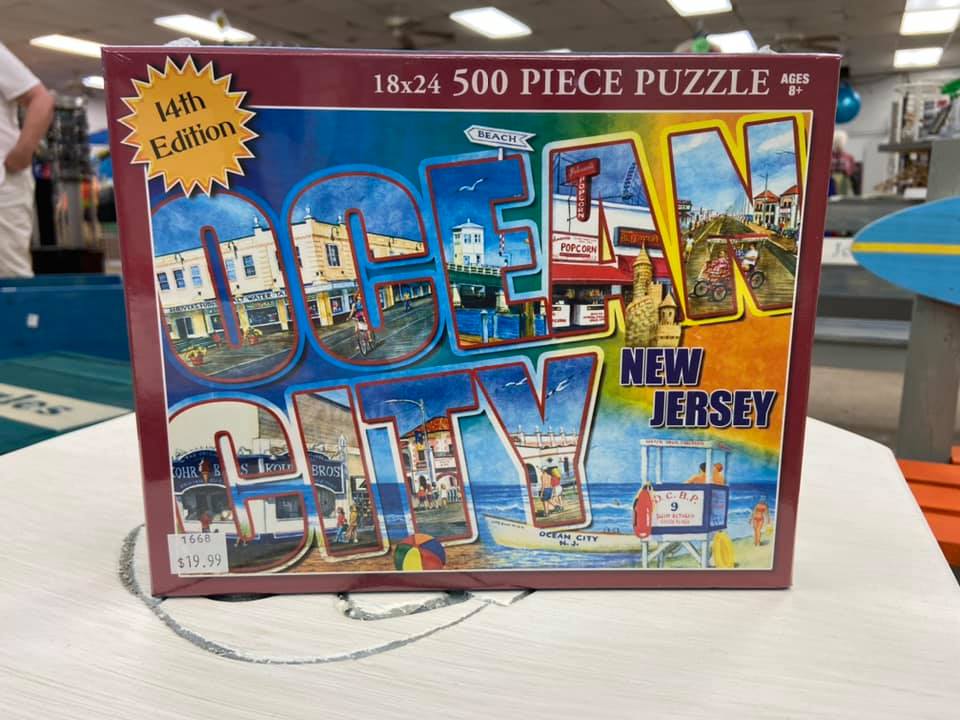 18x24 500 PIECE PUZZLE AGES 8+
14th
Edition
BEACH
OCEAN
POPCORN
POPCORN
CITY
NEW
JERSEY
KOHR BROS
BROS
O.C.B.P.
9
OCEAN CITY
N.J.
1668
$19.99